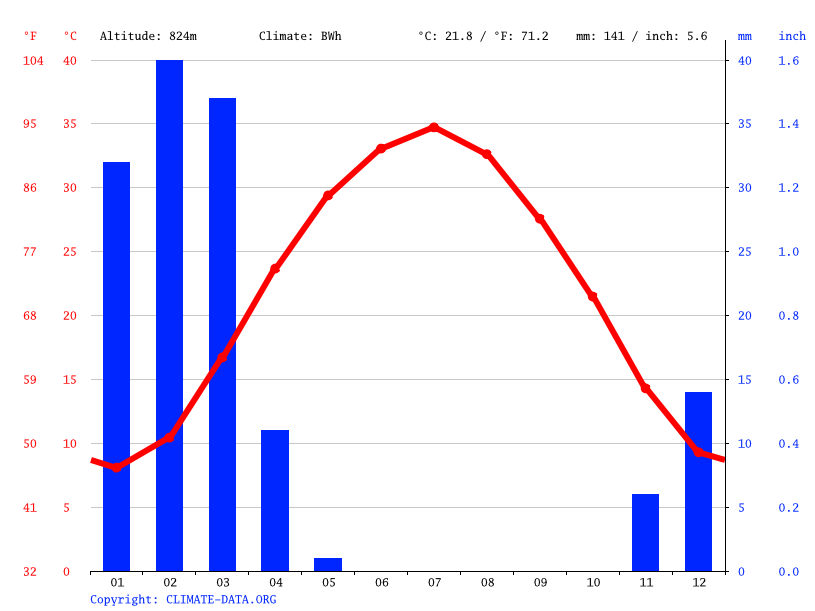 °F °C Altitude: 824m Climate: BWh °C: 21.8 / °F: 71.2 mm: 141 / inch: 5.6 mm inch
104 40 40 1.6
95 35 35 1.4
86 30 30 1.2
77 25 25 1.0
68 20 20 0.8
59 15 15 0.6
50 10 10 0.4
41 5 5 0.2
32 0 0 0.0
01 02 03 04 05 06 07 08 09 10 11 12
Copyright: CLIMATE-DATA.ORG